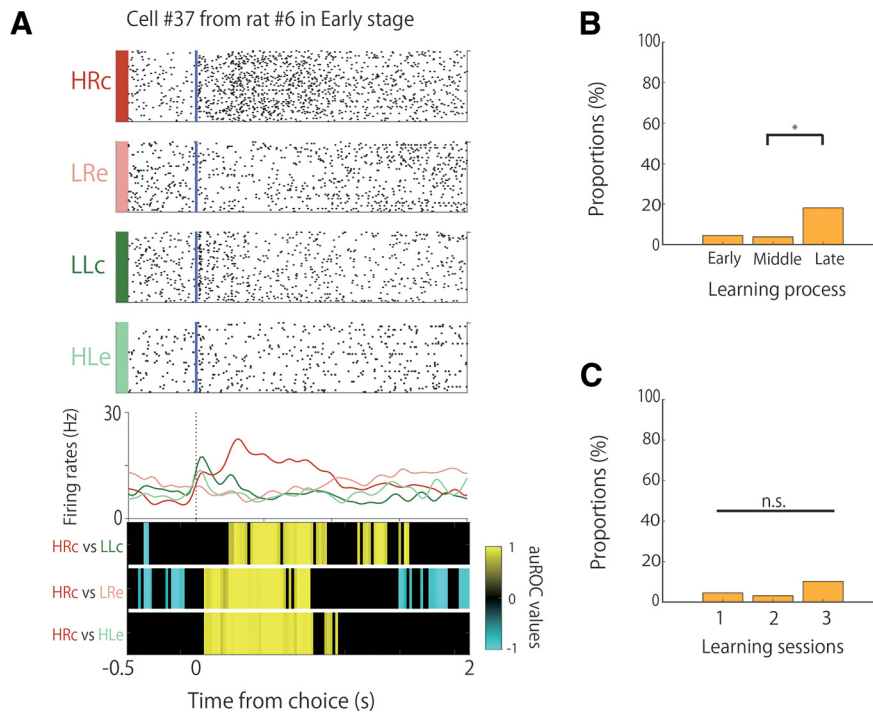 A
Cell #37 from rat #6 in Early stage
HRc
LRe
LLc
HLe
30
Firing rates (Hz)
0
HRc vs LLc
HRc vs LRe
HRc vs HLe
1
0
-1
auROC values
-0.5
0
2
Time from choice (s)
B
100
80
60
40
20
0
Proportions (%)
*
Early Middle Late
Learning process
C
100
80
60
40
20
0
Proportions (%)
n.s.
1 2 3
Learning sessions